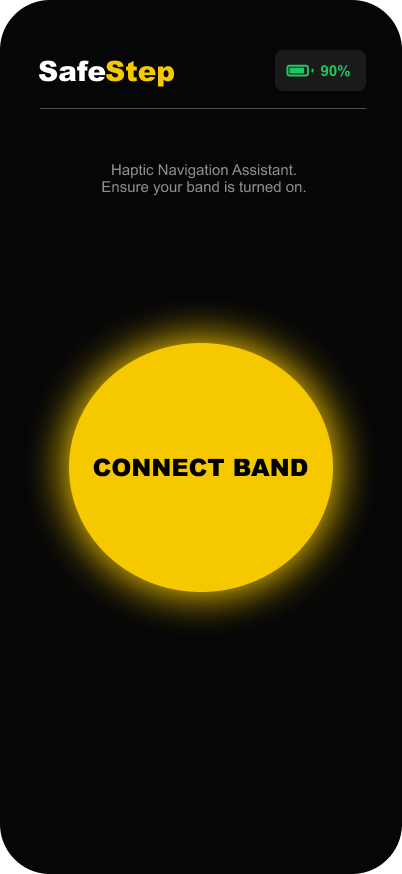 SafeStep
90%
Haptic Navigation Assistant.
Ensure your band is turned on.
CONNECT BAND